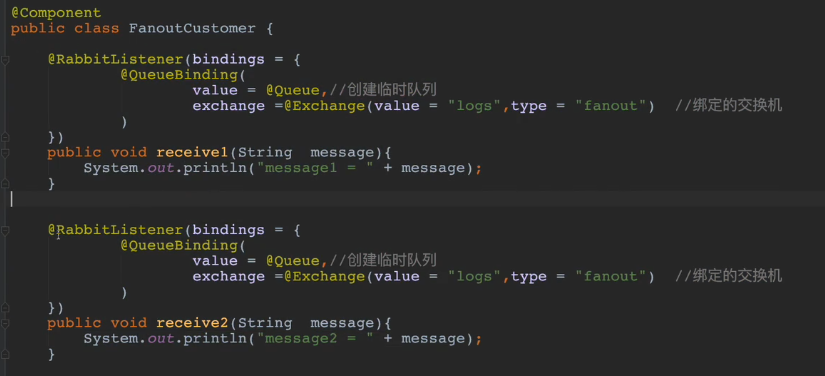 @Component
public class FanoutCustomer {
@RabbitListener(bindings = {
@QueueBinding(
value = @Queue,//创建临时队列
exchange =@Exchange(value = "logs",type = "fanout")  //绑定的交换机
)
})
public void receive1(String  message){
System.out.println("message1 = " + message);
}
@RabbitListener(bindings = {
@QueueBinding(
value = @Queue,//创建临时队列
exchange =@Exchange(value = "logs",type = "fanout")  //绑定的交换机
)
})
public void receive2(String  message){
System.out.println("message2 = " + message);
}